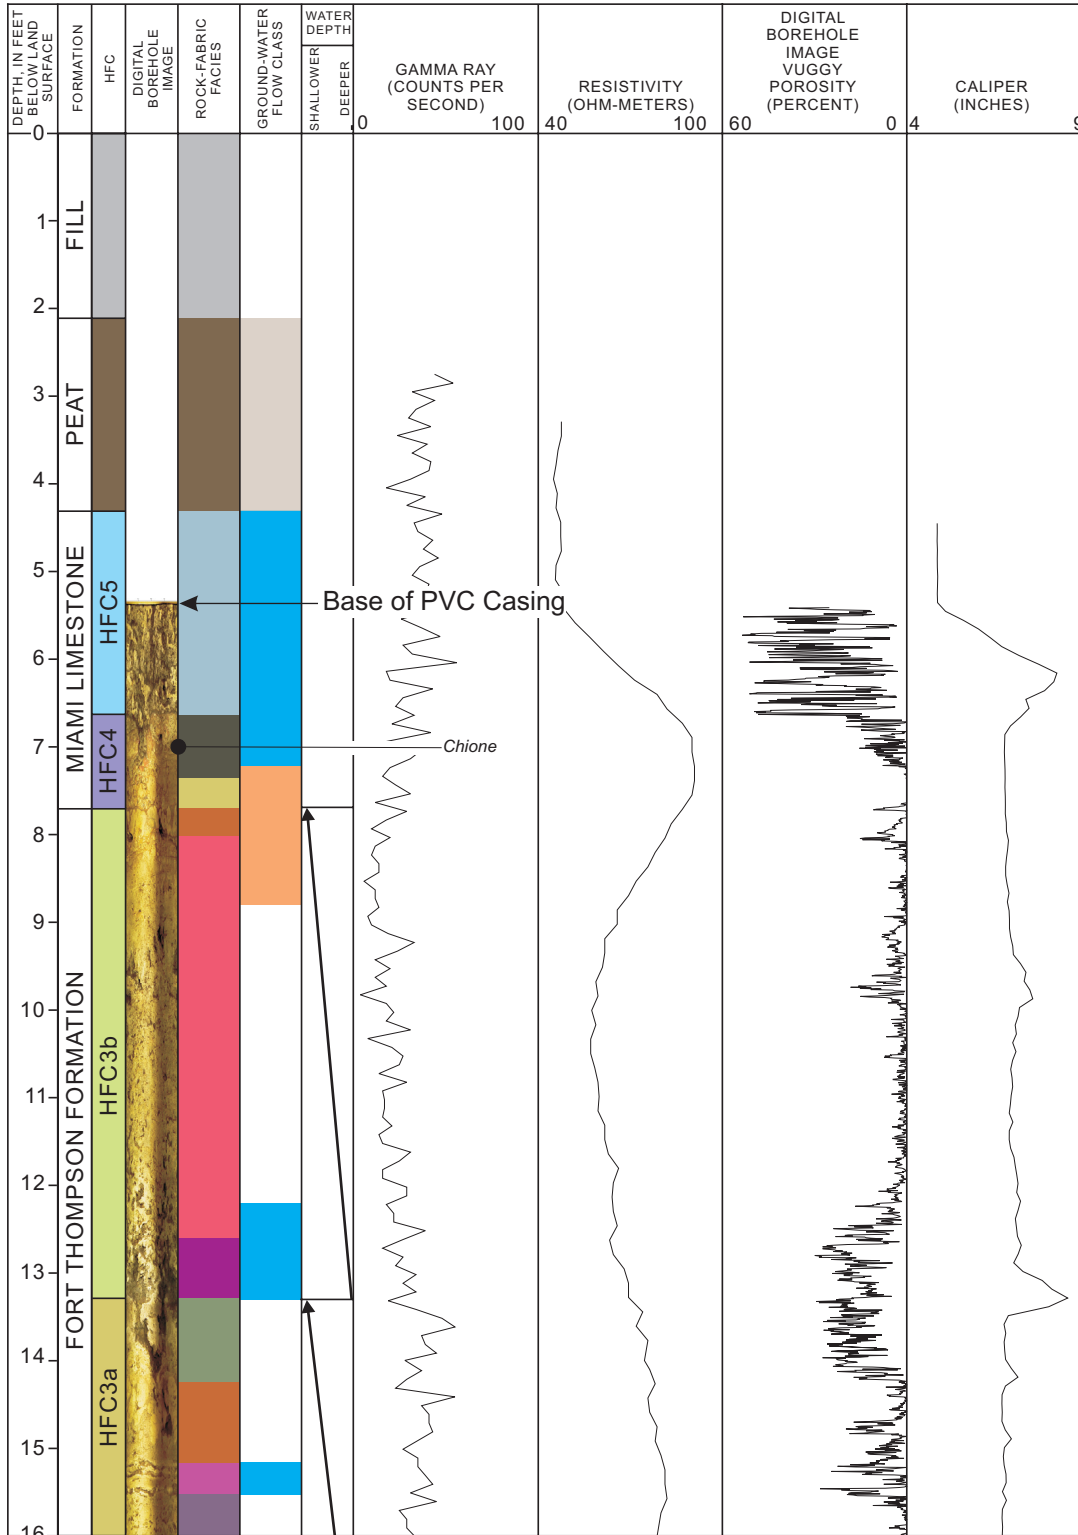 DEPTH, IN FEET
BELOW LAND
SURFACE
FORMATION
HFC
DIGITAL
BOREHOLE
IMAGE
ROCK-FABRIC
FACIES
GROUND-WATER
FLOW CLASS
WATER
DEPTH
SHALLOWER
DEEPER
GAMMA RAY
(COUNTS PER
SECOND)
0 100
RESISTIVITY
(OHM-METERS)
40 100
DIGITAL
BOREHOLE
IMAGE
VUGGY
POROSITY
(PERCENT)
60 0
CALIPER
(INCHES)
4 9
0
1
2
3
4
5
6
7
8
9
10
11
12
13
14
15
16
FILL
PEAT
MIAMI LIMESTONE
FORT THOMPSON FORMATION
HFC5
HFC4
HFC3b
HFC3a
Base of PVC Casing
Chione